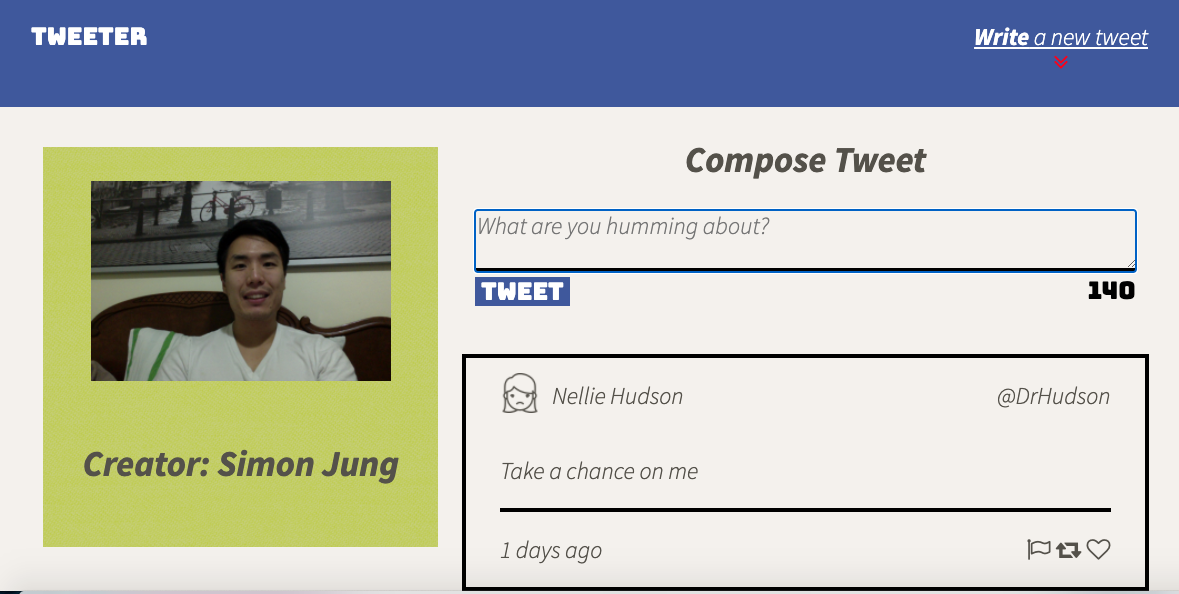 TWEETER
Write a new tweet
Compose Tweet
What are you humming about?
TWEET
140
Creator: Simon Jung
Nellie Hudson
@DrHudson
Take a chance on me
1 days ago